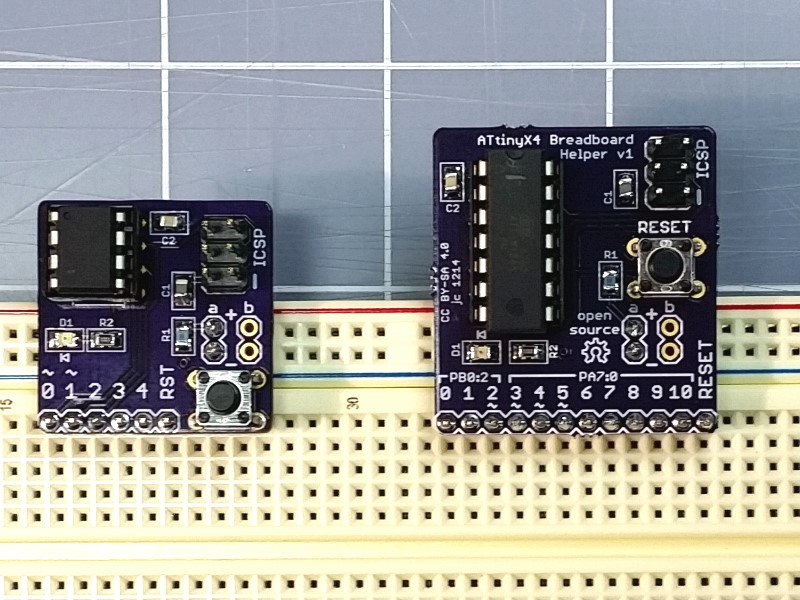 C2
ICSP
C1
a + b
D1
R2
R1
-
~ ~
0 1 2 3 4 RST
15
30
ATtinyX4 Breadboard
Helper v1
ICSP
C2
C1
RESET
CC BY-SA 4.0
jc 1214
R1
open
source
a + b
D1
R2
-
PB0:2
PA7:0
0 1 2 3 4 5 6 7 8 9 10 RESET
~ ~ ~ ~